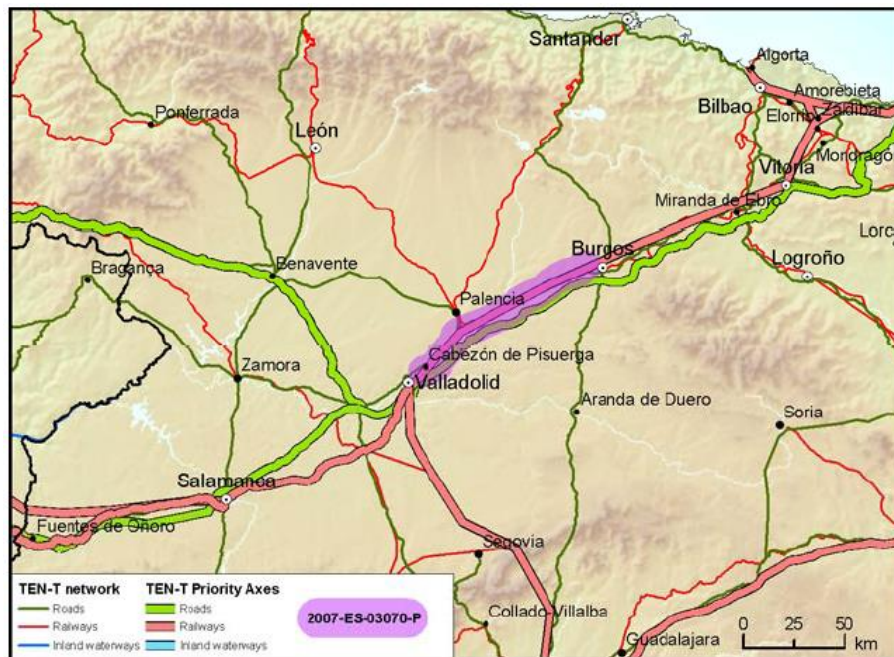 Santander
Algorta
Bilbao
Amorebieta
Elorrio
Zaldibar
Ponferrada
León
Mondragó
Vitoria
Miranda de Ebro
Burgos
Lorc
Logroño
Bragança
Benavente
Palencia
Cabezón de Pisuerga
Zamora
Valladolid
Aranda de Duero
Soria
Salamanca
Fuentes de Oñoro
Segovia
Collado-Villalba
Guadalajara
TEN-T network
Roads
Railways
Inland waterways
TEN-T Priority Axes
Roads
Railways
Inland waterways
2007-ES-03070-P
0 25 50
km